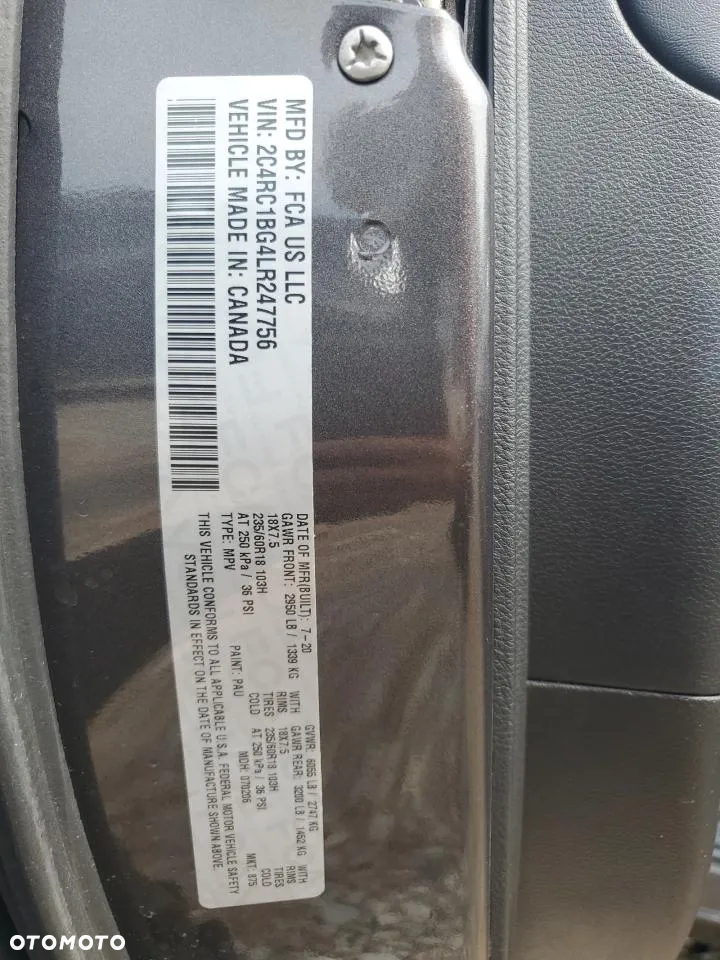 MFD BY: FCA US LLC
VIN: 2C4RC1BG4LR247756
VEHICLE MADE IN: CANADA
DATE OF MFR(BUILT): 7-20 GVWR: 6055 LB / 2747 KG
GAWR FRONT: 2950 LB / 1339 KG WITH GAWR REAR: 3200 LB / 1452 KG WITH
18X7.5 RIMS 18X7.5 RIMS
235/60R18 103H TIRES 235/60R18 103H TIRES
AT 250 kPa / 36 PSI COLD AT 250 kPa / 36 PSI COLD
TYPE: MPV PAINT: PAU MDH: 070206 MKT: 875
THIS VEHICLE CONFORMS TO ALL APPLICABLE U.S.A. FEDERAL MOTOR VEHICLE SAFETY
STANDARDS IN EFFECT ON THE DATE OF MANUFACTURE SHOWN ABOVE.
OTOMOTO